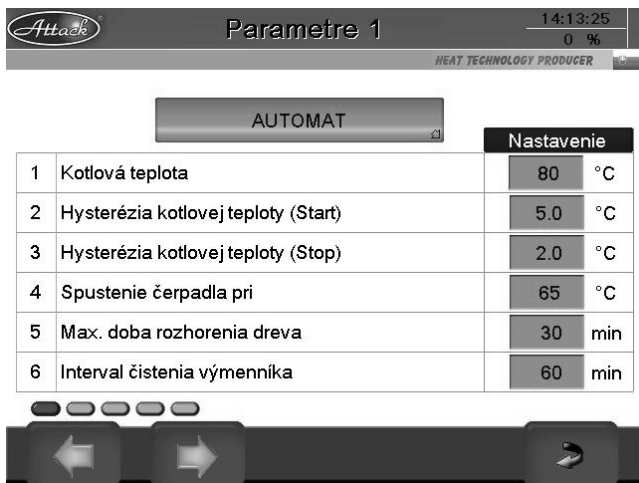 Attack
Parametre 1
14:13:25
0 %
HEAT TECHNOLOGY PRODUCER
AUTOMAT
Nastavenie
1 Kotlová teplota 80 °C
2 Hysterézia kotlovej teploty (Start) 5.0 °C
3 Hysterézia kotlovej teploty (Stop) 2.0 °C
4 Spustenie čerpadla pri 65 °C
5 Max. doba rozhorenia dreva 30 min
6 Interval čistenia výmenníka 60 min